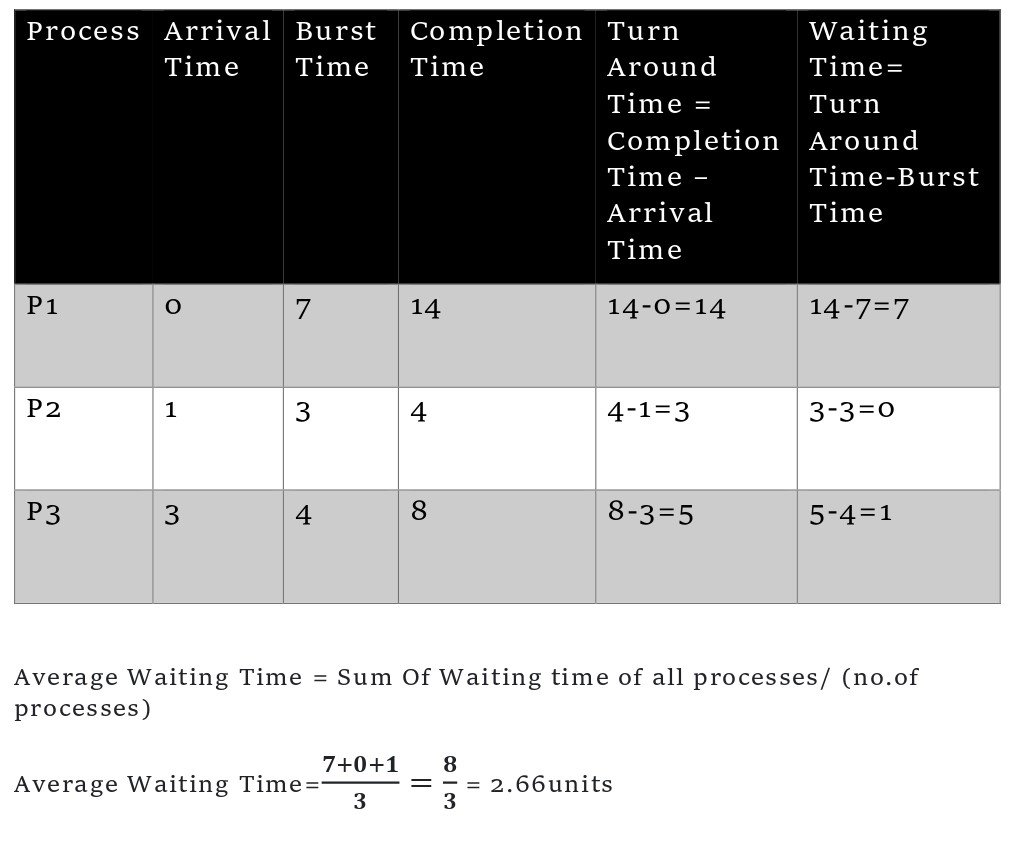 Process Arrival Time Burst Time Completion Time Turn Around Time = Completion Time – Arrival Time Waiting Time= Turn Around Time-Burst Time
P1 0 7 14 14-0=14 14-7=7
P2 1 3 4 4-1=3 3-3=0
P3 3 4 8 8-3=5 5-4=1
Average Waiting Time = Sum Of Waiting time of all processes/ (no.of
processes)
Average Waiting Time=7+0+1/3 = 8/3 = 2.66units